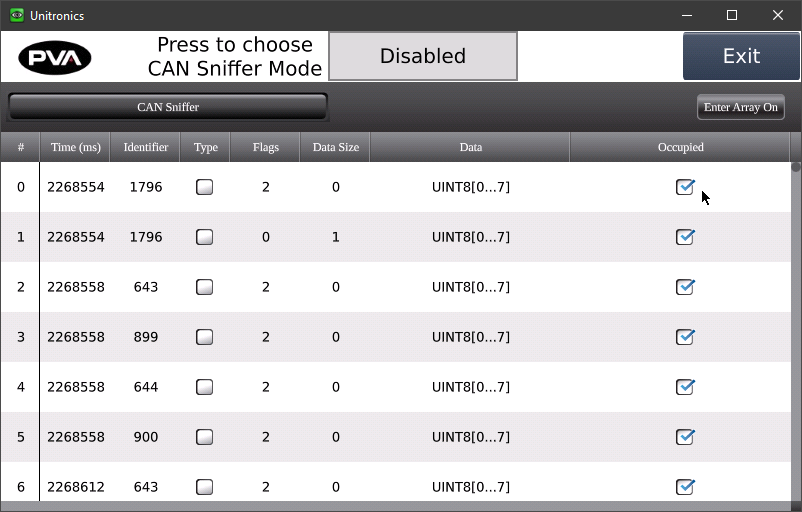 Unitronics
PVA
Press to choose
CAN Sniffer Mode
Disabled
Exit
CAN Sniffer
Enter Array On
# Time (ms) Identifier Type Flags Data Size Data Occupied
0 2268554 1796 2 0 UINT8[0...7]
1 2268554 1796 0 1 UINT8[0...7]
2 2268558 643 2 0 UINT8[0...7]
3 2268558 899 2 0 UINT8[0...7]
4 2268558 644 2 0 UINT8[0...7]
5 2268558 900 2 0 UINT8[0...7]
6 2268612 643 2 0 UINT8[0...7]